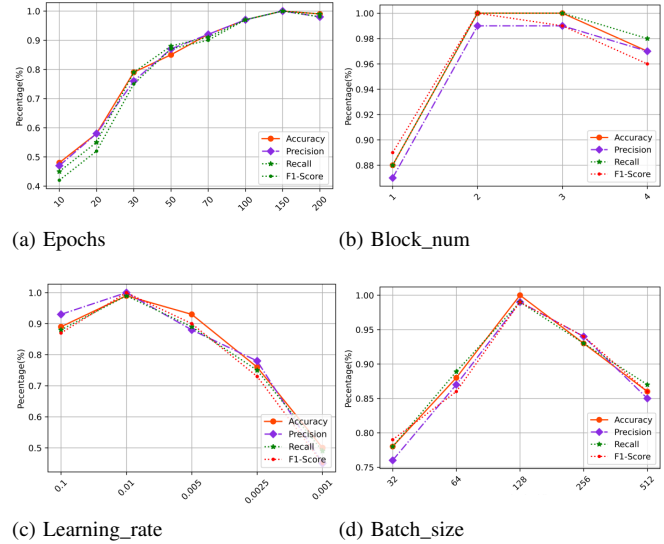 1.0
0.9
0.8
0.7
0.6
0.5
0.4
Pecentage(%)
10
20
30
50
70
100
150
200
Accuracy
Precision
Recall
F1-Score
(a) Epochs
1.00
0.98
0.96
0.94
0.92
0.90
0.88
Pecentage(%)
1
2
3
4
Accuracy
Precision
Recall
F1-Score
(b) Block_num
1.0
0.9
0.8
0.7
0.6
0.5
Pecentage(%)
0.1
0.01
0.005
0.0025
0.001
Accuracy
Precision
Recall
F1-Score
(c) Learning_rate
1.00
0.95
0.90
0.85
0.80
0.75
Pecentage(%)
32
64
128
256
512
Accuracy
Precision
Recall
F1-Score
(d) Batch_size